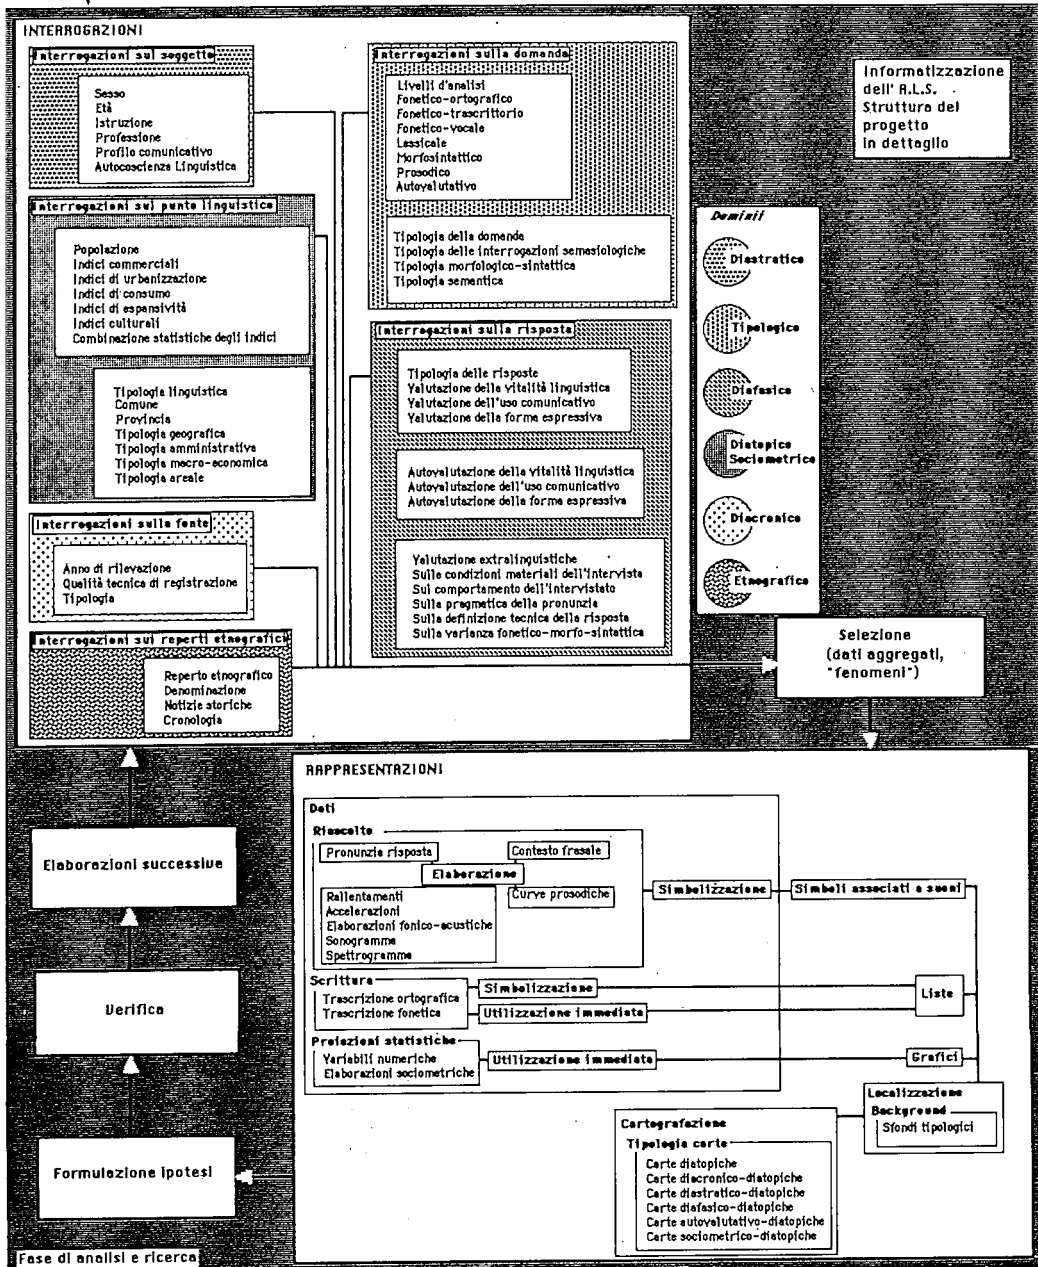 INTERROGAZIONI
Interrogazioni sul soggetto
Sesso
Età
Istruzione
Professione
Profilo comunicativo
Autocoscienza Linguistica
Interrogazioni sul punto linguistico
Popolazione
Indici commerciali
Indici di urbanizzazione
Indici di consumo
Indici di espansività
Indici culturali
Combinazione statistiche degli indici
Tipologia linguistica
Comune
Provincia
Tipologia geografica
Tipologia amministrativa
Tipologia macro-economica
Tipologia areale
Interrogazioni sulla fonte
Anno di rilevazione
Qualità tecnica di registrazione
Tipologia
Interrogazioni sui reperti etnografici
Reperto etnografico
Denominazione
Notizie storiche
Cronologia
Interrogazioni sulla domanda
Livelli d'analisi
Fonetico-ortografico
Fonetico-trascrittorio
Fonetico-vocale
Lessicale
Morfosintattico
Prosodico
Autovalutativo
Tipologia della domande
Tipologia delle interrogazioni semasiologiche
Tipologia morfologico-sintattica
Tipologia semantica
Interrogazioni sulla risposta
Tipologia delle risposte
Valutazione della vitalità linguistica
Valutazione dell'uso comunicativo
Valutazione della forma espressiva
Autovalutazione della vitalità linguistica
Autovalutazione dell'uso comunicativo
Autovalutazione della forma espressiva
Valutazione extralinguistiche
Sulle condizioni materiali dell'intervista
Sul comportamento dell'intervistato
Sulla pragmatica della pronunzia
Sulla definizione tecnica della risposta
Sulla varianza fonetico-morfo-sintattica
Informatizzazione
dell' A.L.S.
Struttura del
progetto
in dettaglio
Dominii
Diastratico
Tipologico
Diafasico
Diatopico
Sociometrico
Diacronico
Etnografico
Selezione
(dati aggregati,
"fenomeni")
RAPPRESENTAZIONI
Dati
Riascolto
Pronunzia risposta
Contesto frasale
Elaborazione
Curve prosodiche
Rallentamenti
Accelerazioni
Elaborazioni fonico-acustiche
Sonogramma
Spettrogramma
Simbolizzazione
Simboli associati a suoni
Scrittura
Trascrizione ortografica
Trascrizione fonetica
Simbolizzazione
Utilizzazione immediata
Liste
Proiezioni statistiche
Variabili numeriche
Elaborazioni sociometriche
Utilizzazione immediata
Grafici
Localizzazione
Background
Sfondi tipologici
Cartografazione
Tipologia carte
Carte diatopiche
Carte diacronico-diatopiche
Carte diastratico-diatopiche
Carte diafasico-diatopiche
Carte autovalutativo-diatopiche
Carte sociometrico-diatopiche
Elaborazioni successive
Verifica
Formulazione ipotesi
Fase di analisi e ricerca